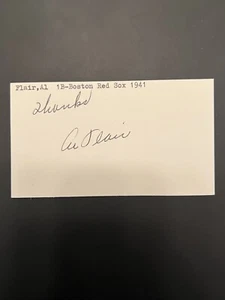 Flair,Al 1B-Boston Red Sox 1941
Thanks
Al Flair